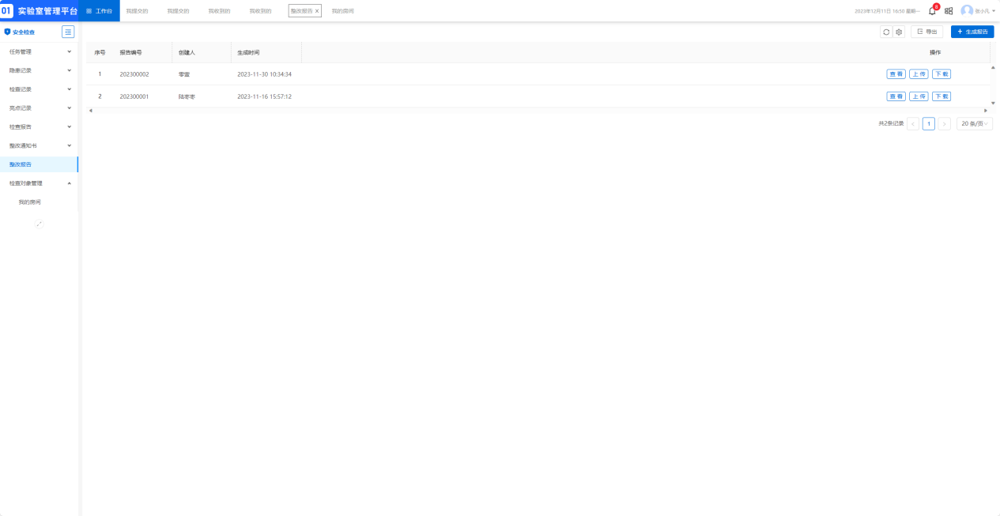 01 实验室管理平台 工作台 我提交的 我提交的 我收到的 我收到的 整改报告 x 我的房间 2023年12月11日 16:50 星期一 8 张小凡
安全检查
导出 + 生成报告
任务管理
隐患记录
检查记录
亮点记录
检查报告
整改通知书
整改报告
检查对象管理
我的房间
序号 报告编号 创建人 生成时间 操作
1 202300002 零壹 2023-11-30 10:34:34 查看 上传 下载
2 202300001 陆枣枣 2023-11-16 15:57:12 查看 上传 下载
共2条记录 < 1 > 20 条/页